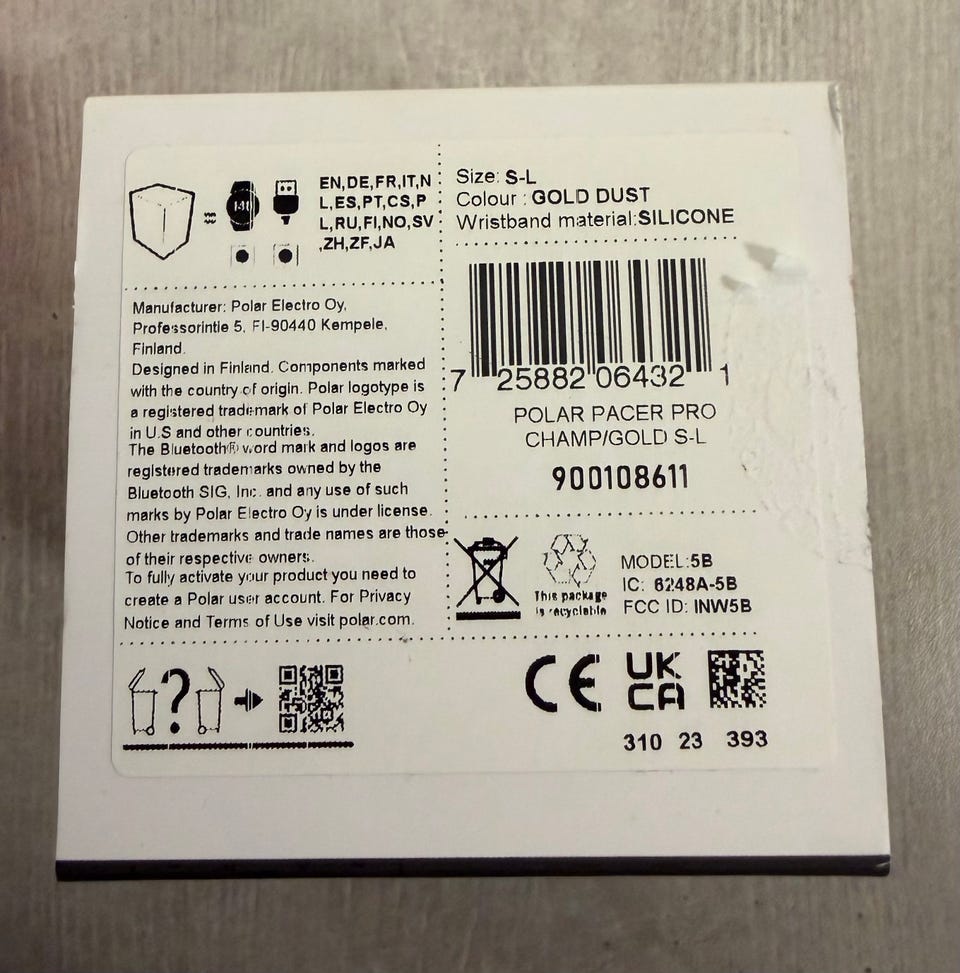 EN,DE,FR,IT,N
L,ES,PT,CS,P
L,RU,FI,NO,SV
,ZH,ZF,JA
Size: S-L
Colour : GOLD DUST
Wristband material:SILICONE
Manufacturer: Polar Electro Oy,
Professorintie 5, FI-90440 Kempele,
Finland.
Designed in Finland. Components marked
with the country of origin. Polar logotype is
a registered trademark of Polar Electro Oy
in U.S and other countries.
The Bluetooth® word mark and logos are
registered trademarks owned by the
Bluetooth SIG, Inc. and any use of such
marks by Polar Electro Oy is under license.
Other trademarks and trade names are those
of their respective owners.
To fully activate your product you need to
create a Polar user account. For Privacy
Notice and Terms of Use visit polar.com.
7 25882 06432 1
POLAR PACER PRO
CHAMP/GOLD S-L
900108611
This package
is recyclable
MODEL:5B
IC: 6248A-5B
FCC ID: INW5B
?
CE
UK
CA
310 23 393